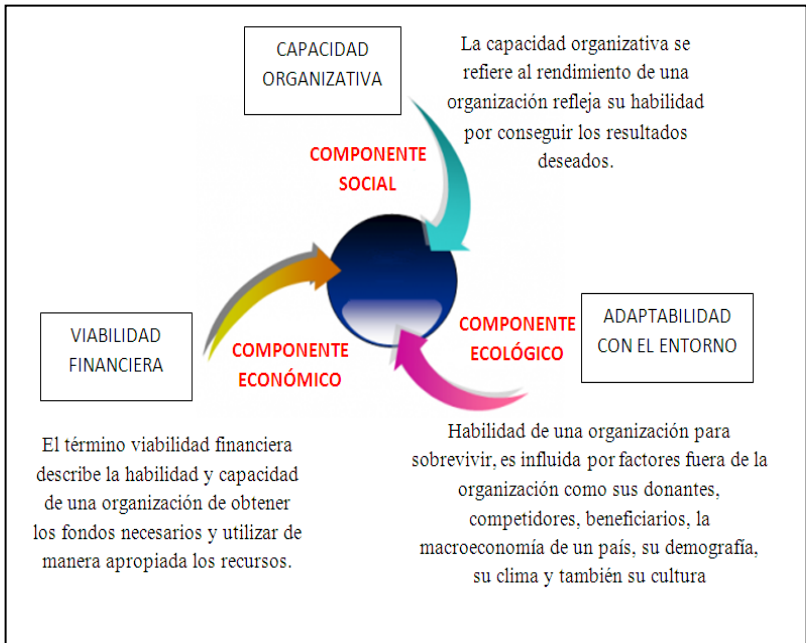 CAPACIDAD
ORGANIZATIVA
La capacidad organizativa se
refiere al rendimiento de una
organización refleja su habilidad
por conseguir los resultados
deseados.
COMPONENTE
SOCIAL
VIABILIDAD
FINANCIERA
COMPONENTE
ECONÓMICO
COMPONENTE
ECOLÓGICO
ADAPTABILIDAD
CON EL ENTORNO
El término viabilidad financiera
describe la habilidad y capacidad
de una organización de obtener
los fondos necesarios y utilizar de
manera apropiada los recursos.
Habilidad de una organización para
sobrevivir, es influida por factores fuera de la
organización como sus donantes,
competidores, beneficiarios, la
macroeconomía de un país, su demografía,
su clima y también su cultura